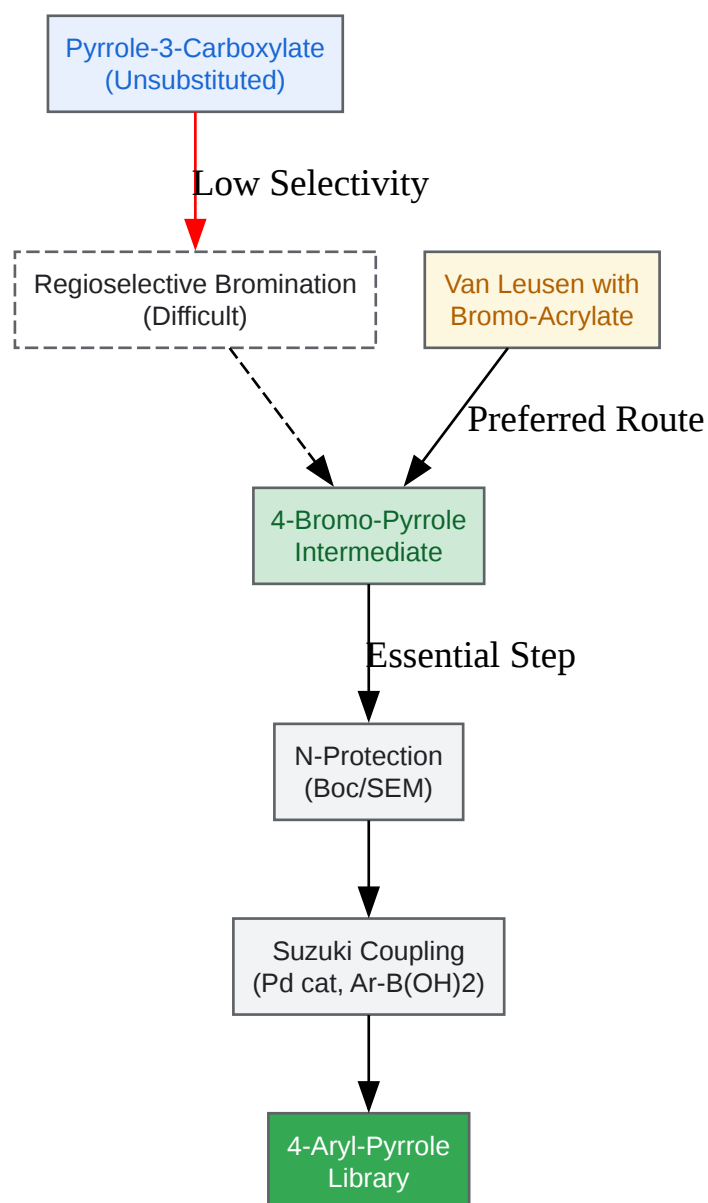 Pyrrole-3-Carboxylate
(Unsubstituted)
Low Selectivity
Regioselective Bromination
(Difficult)
Van Leusen with
Bromo-Acrylate
Preferred Route
4-Bromo-Pyrrole
Intermediate
Essential Step
N-Protection
(Boc/SEM)
Suzuki Coupling
(Pd cat, Ar-B(OH)2)
4-Aryl-Pyrrole
Library